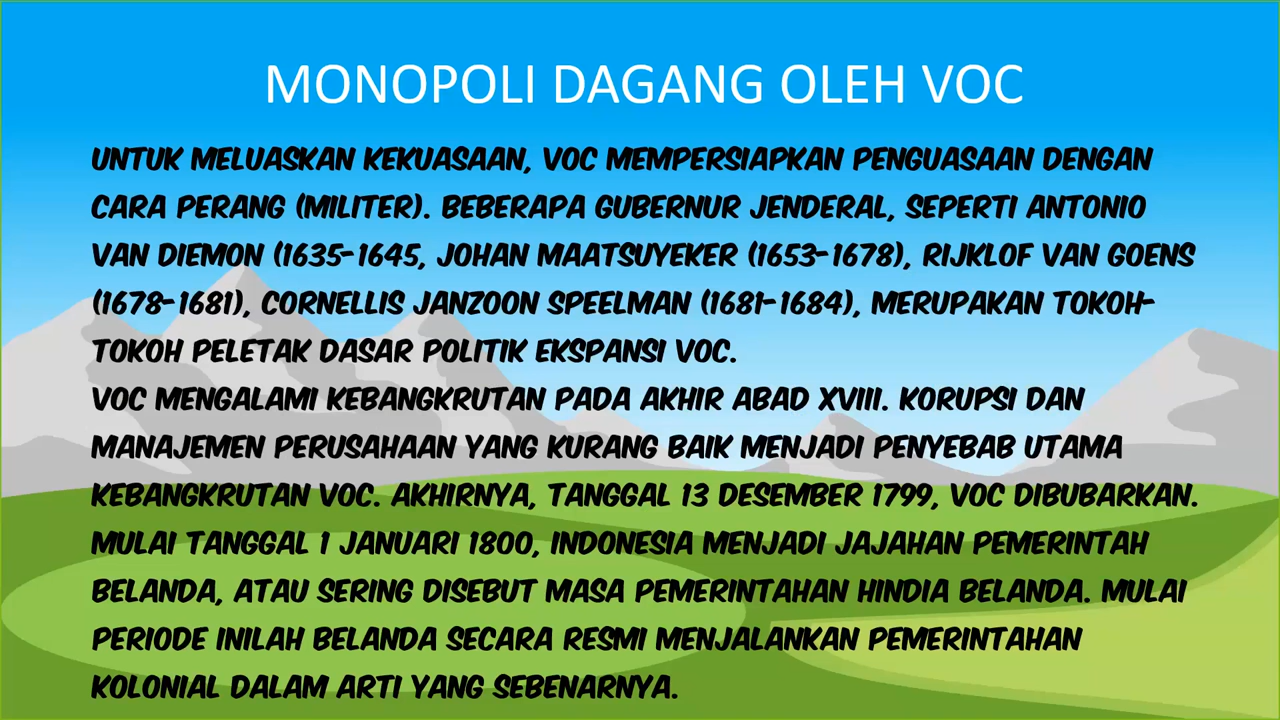 MONOPOLI DAGANG OLEH VOC
UNTUK MELUASKAN KEKUASAAN, VOC MEMPERSIAPKAN PENGUASAAN DENGAN
CARA PERANG (MILITER). BEBERAPA GUBERNUR JENDERAL, SEPERTI ANTONIO
VAN DIEMON (1635-1645, JOHAN MAATSUYEKER (1653-1678), RIJKLOF VAN GOENS
(1678-1681), CORNELLIS JANZOON SPEELMAN (1681-1684), MERUPAKAN TOKOH-
TOKOH PELETAK DASAR POLITIK EKSPANSI VOC.
VOC MENGALAMI KEBANGKRUTAN PADA AKHIR ABAD XVIII. KORUPSI DAN
MANAJEMEN PERUSAHAAN YANG KURANG BAIK MENJADI PENYEBAB UTAMA
KEBANGKRUTAN VOC. AKHIRNYA, TANGGAL 13 DESEMBER 1799, VOC DIBUBARKAN.
MULAI TANGGAL 1 JANUARI 1800, INDONESIA MENJADI JAJAHAN PEMERINTAH
BELANDA, ATAU SERING DISEBUT MASA PEMERINTAHAN HINDIA BELANDA. MULAI
PERIODE INILAH BELANDA SECARA RESMI MENJALANKAN PEMERINTAHAN
KOLONIAL DALAM ARTI YANG SEBENARNYA.